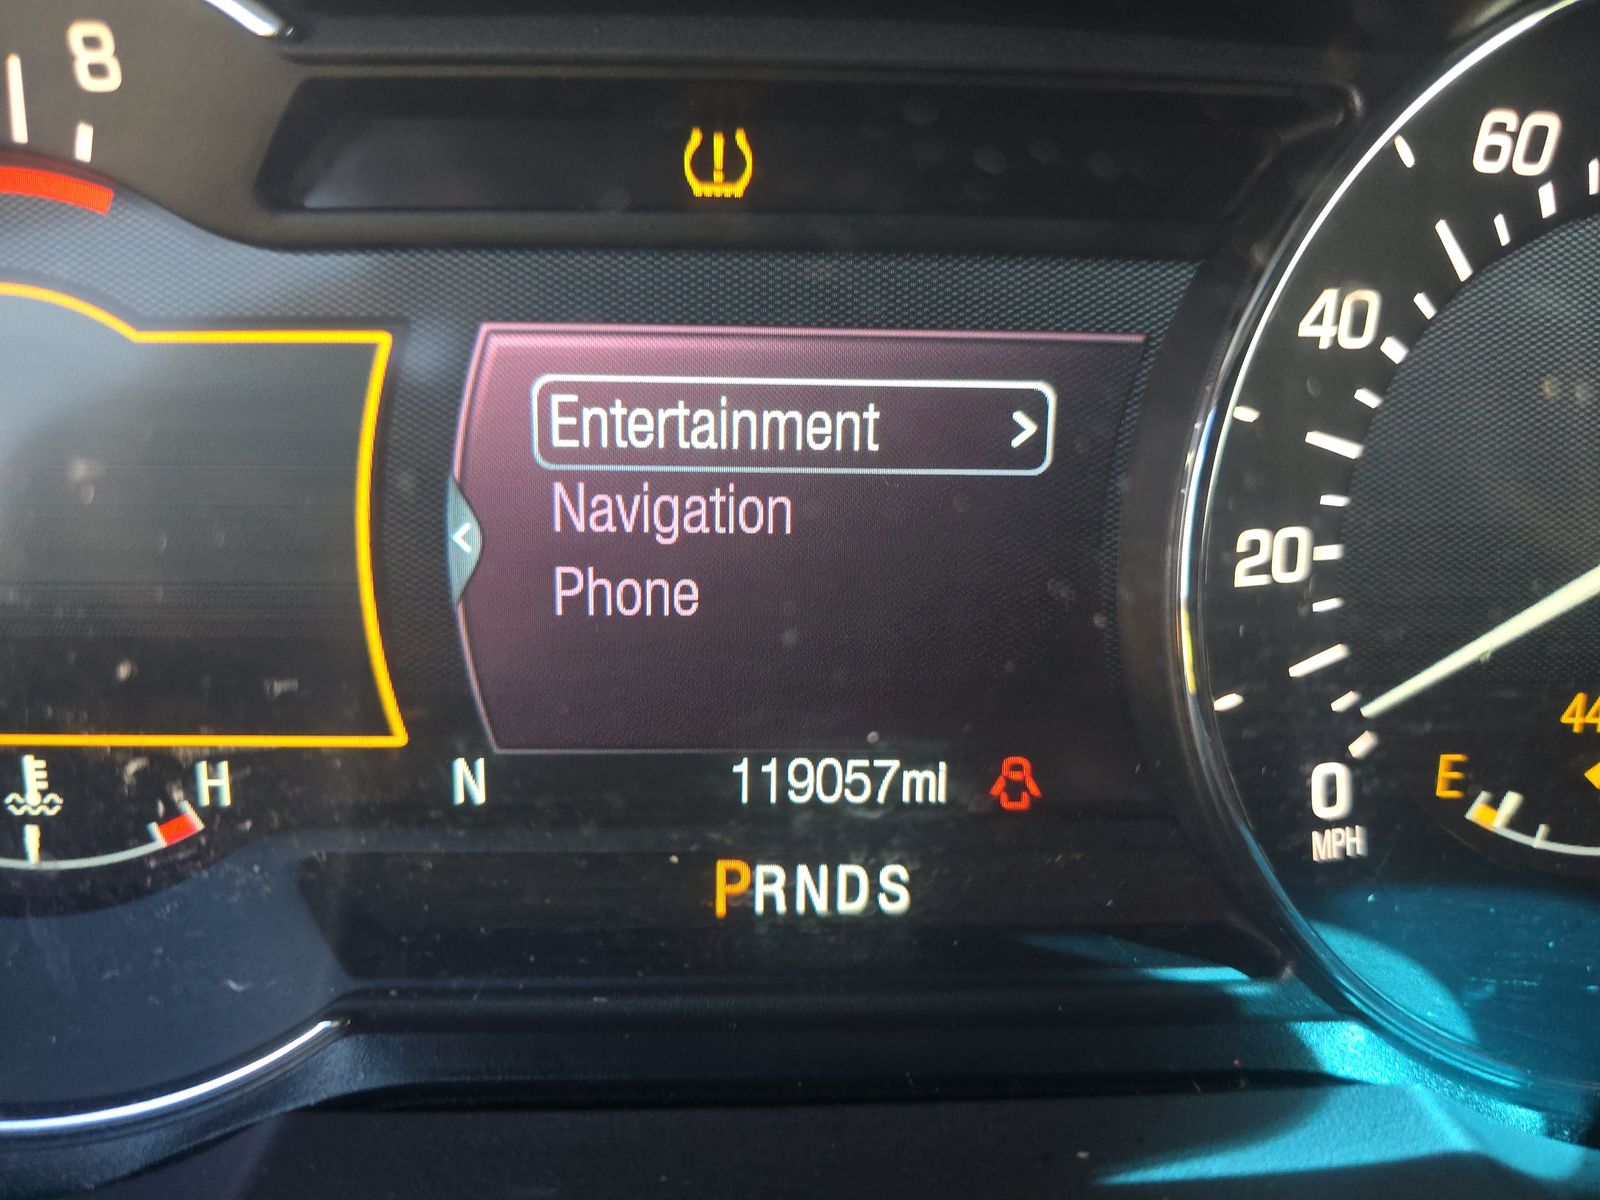 8
60
40
20
0
MPH
Entertainment >
Navigation
Phone
H
N
119057mi
E
44
PRNDS